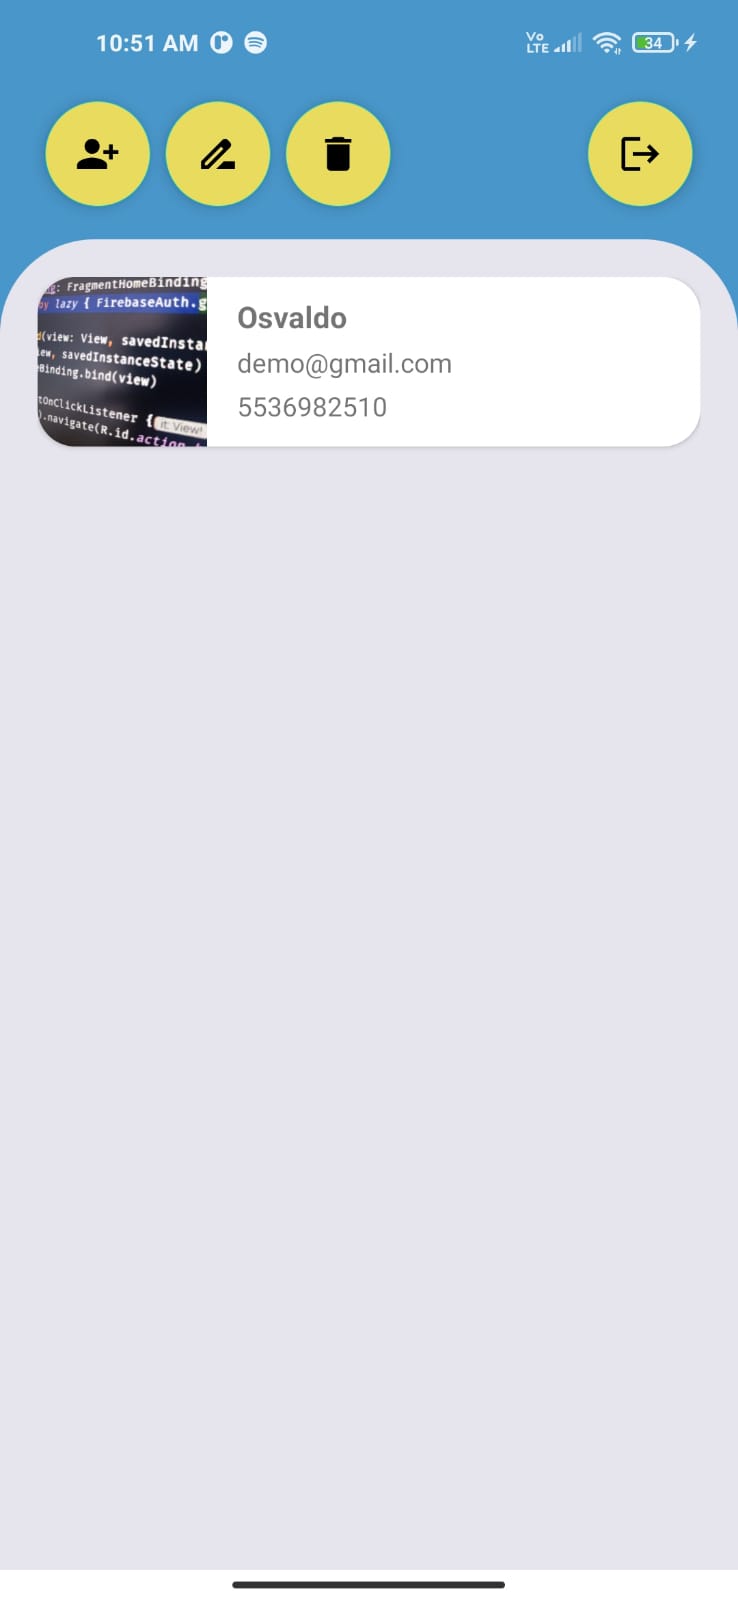 10:51 AM
Vo
LTE
34
: FragmentHomeBinding
by lazy { FirebaseAuth.g
(view: View, savedInsta
iew, savedInstanceState)
Binding.bind(view)
tOnClickListener { it: View!
).navigate(R.id.action
Osvaldo
demo@gmail.com
5536982510